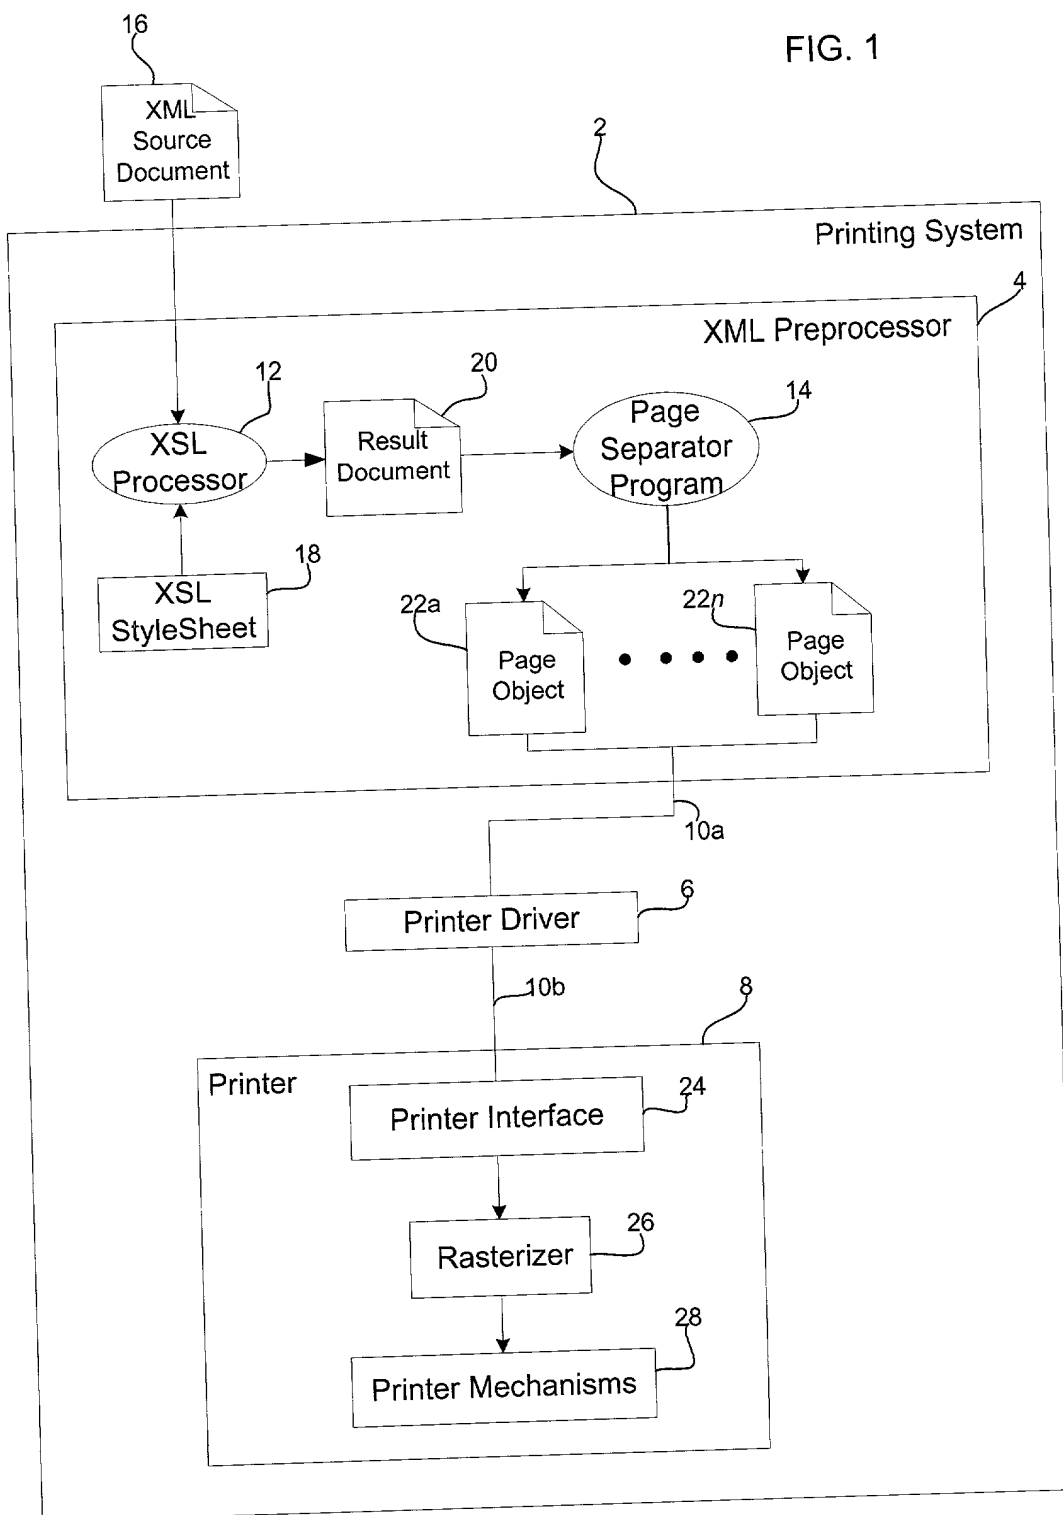 16
FIG. 1
XML
Source
Document
2
Printing System
4
XML Preprocessor
12
20
14
XSL
Processor
Result
Document
Page
Separator
Program
18
XSL
StyleSheet
22a
22n
Page
Object
Page
Object
10a
6
Printer Driver
10b
8
Printer
24
Printer Interface
26
Rasterizer
28
Printer Mechanisms